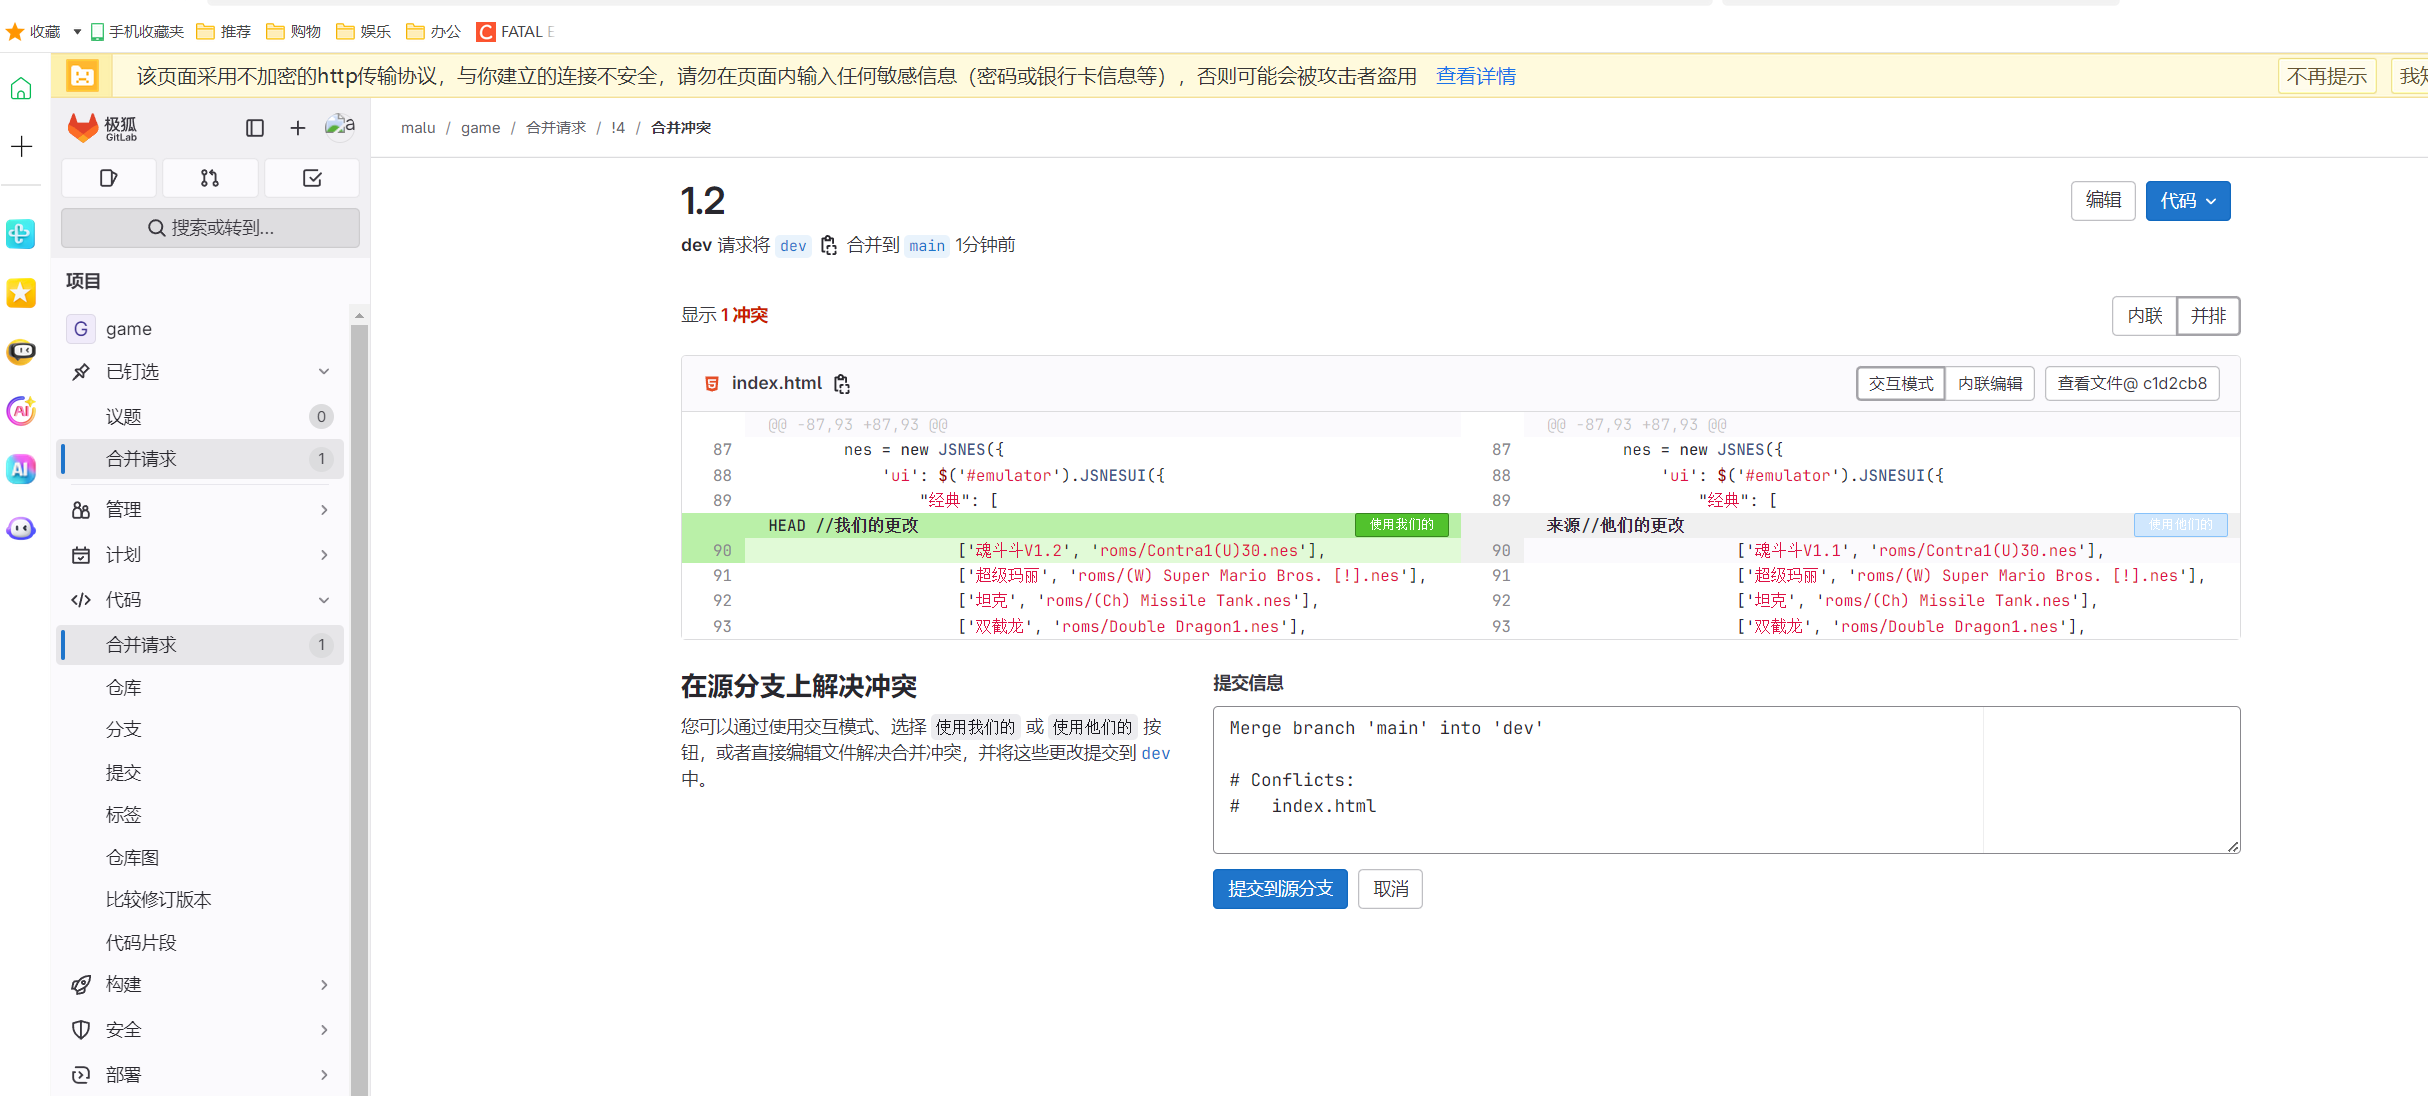 收藏 手机收藏夹 推荐 购物 娱乐 办公 FATAL E
该页面采用不加密的http传输协议，与你建立的连接不安全，请勿在页面内输入任何敏感信息（密码或银行卡信息等），否则可能会被攻击者盗用 查看详情 不再提示 我知
极狐
GitLab
a
malu / game / 合并请求 / !4 / 合并冲突
搜索或转到...
项目
G game
已钉选
议题 0
合并请求 1
管理
计划
代码
合并请求 1
仓库
分支
提交
标签
仓库图
比较修订版本
代码片段
构建
安全
部署
AI
AI
1.2
编辑 代码
dev 请求将 dev 合并到 main 1分钟前
显示 1 冲突
内联 并排
index.html
交互模式 内联编辑 查看文件@ c1d2cb8
@@ -87,93 +87,93 @@ @@ -87,93 +87,93 @@
87 nes = new JSNES({ 87 nes = new JSNES({
88 'ui': $('#emulator').JSNESUI({ 88 'ui': $('#emulator').JSNESUI({
89 "经典": [ 89 "经典": [
HEAD //我们的更改 使用我们的 来源//他们的更改 使用他们的
90 ['魂斗斗V1.2', 'roms/Contra1(U)30.nes'], 90 ['魂斗斗V1.1', 'roms/Contra1(U)30.nes'],
91 ['超级玛丽', 'roms/(W) Super Mario Bros. [!].nes'], 91 ['超级玛丽', 'roms/(W) Super Mario Bros. [!].nes'],
92 ['坦克', 'roms/(Ch) Missile Tank.nes'], 92 ['坦克', 'roms/(Ch) Missile Tank.nes'],
93 ['双截龙', 'roms/Double Dragon1.nes'], 93 ['双截龙', 'roms/Double Dragon1.nes'],
在源分支上解决冲突
您可以通过使用交互模式、选择 使用我们的 或 使用他们的 按
钮，或者直接编辑文件解决合并冲突，并将这些更改提交到 dev
中。
提交信息
Merge branch 'main' into 'dev'
# Conflicts:
# index.html
提交到源分支 取消